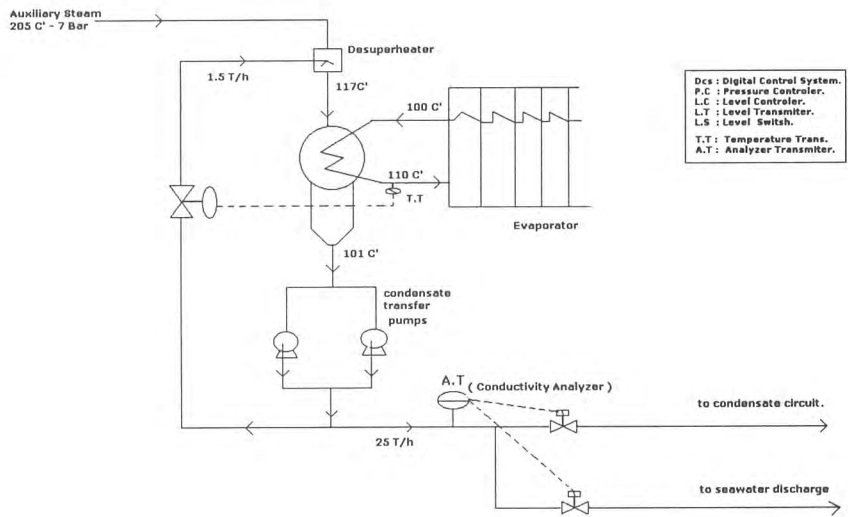 Auxiliary Steam
205 C' - 7 Bar
Desuperheater
1.5 T/h
117C'
100 C'
Dcs : Digital Control System.
P.C : Pressure Controler.
L.C : Level Controler.
L.T : Level Transmiter.
L.S : Level Switsh.
T.T : Temperature Trans.
A.T : Analyzer Transmiter.
110 C'
T.T
Evaporator
101 C'
condensate
transfer
pumps
A.T
( Conductivity Analyzer )
to condensate circuit.
25 T/h
to seawater discharge